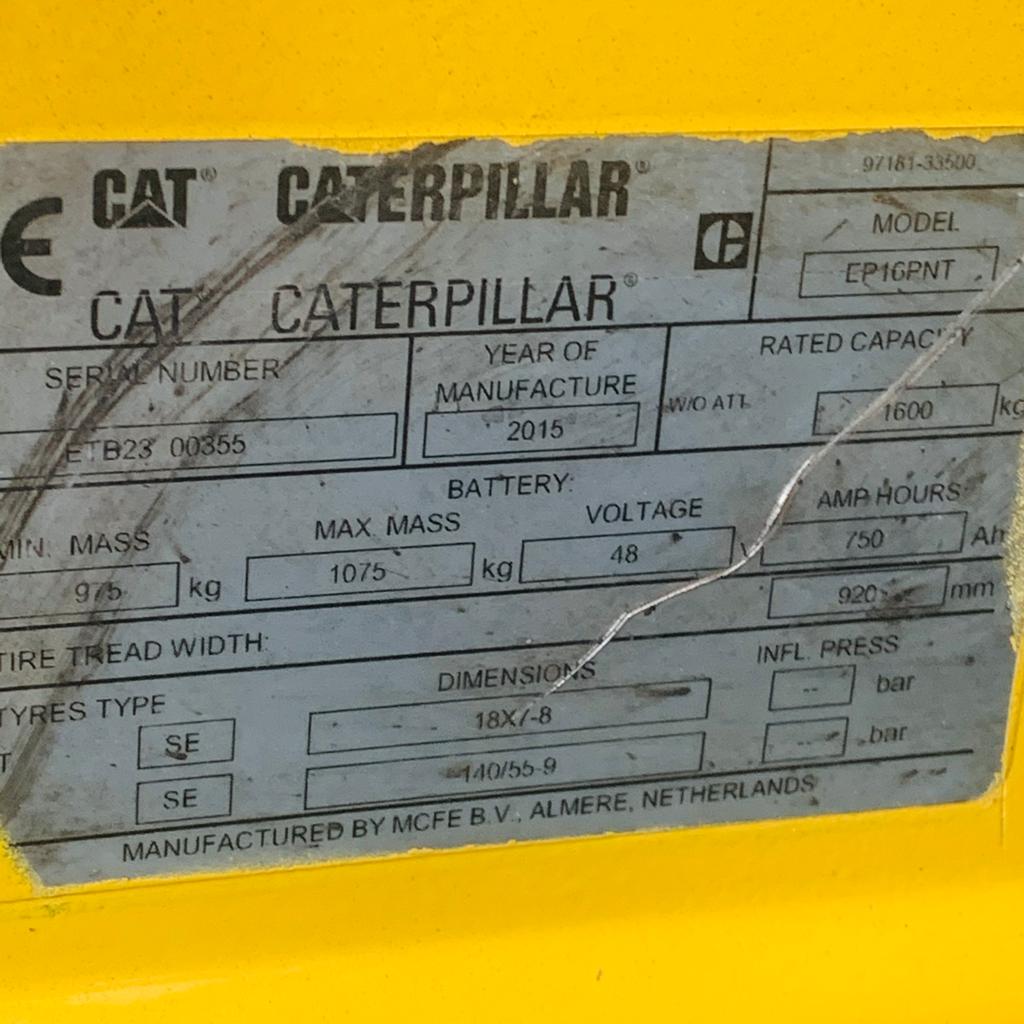 CE
CAT® CATERPILLAR®
97181-33500
MODEL
EP16PNT
CAT CATERPILLAR®
SERIAL NUMBER
ETB23 00355
YEAR OF
MANUFACTURE
2015
RATED CAPACITY
W/O ATT. 1600 kg
BATTERY:
MIN. MASS MAX. MASS VOLTAGE AMP HOURS
975 kg 1075 kg 48 V 750 Ah
TIRE TREAD WIDTH: 920 mm
TYRES TYPE DIMENSIONS INFL. PRESS
SE 18X7-8 -- bar
SE 140/55-9 -- bar
MANUFACTURED BY MCFE B.V., ALMERE, NETHERLANDS